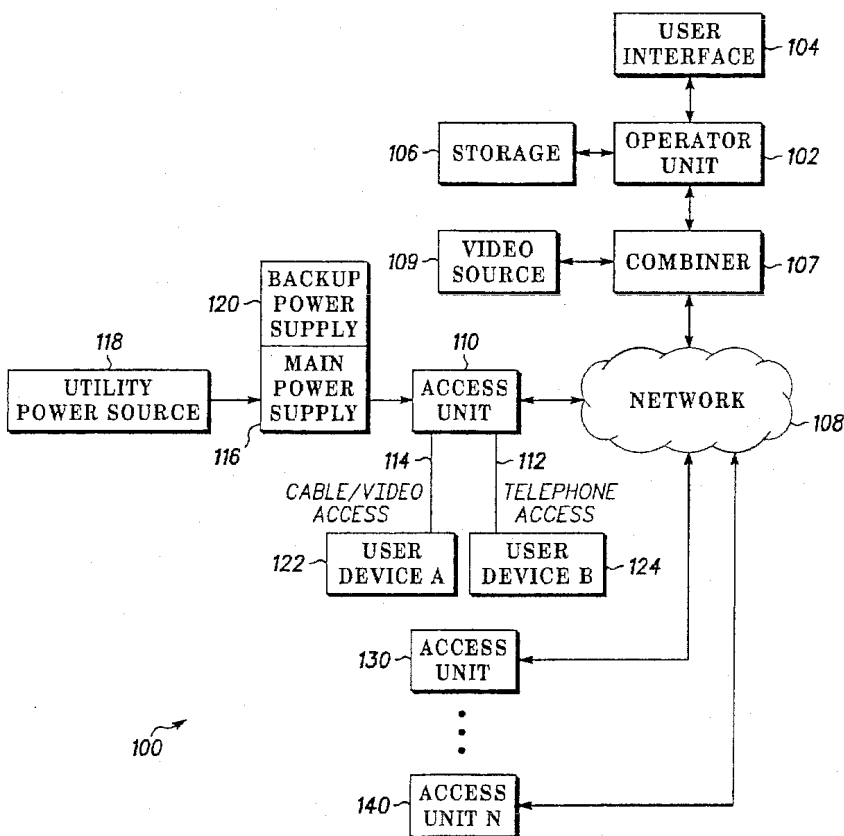 USER
INTERFACE
104
106
STORAGE
OPERATOR
UNIT
102
109
VIDEO
SOURCE
COMBINER
107
120
BACKUP
POWER
SUPPLY
118
UTILITY
POWER SOURCE
MAIN
POWER
SUPPLY
116
110
ACCESS
UNIT
NETWORK
108
114
112
CABLE/VIDEO
ACCESS
TELEPHONE
ACCESS
122
USER
DEVICE A
USER
DEVICE B
124
130
ACCESS
UNIT
100
140
ACCESS
UNIT N